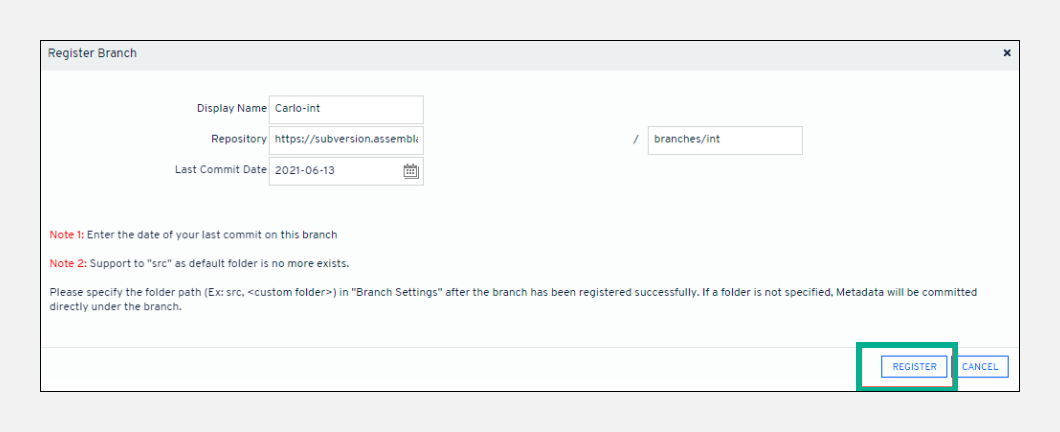 Register Branch
Display Name Carlo-int
Repository https://subversion.assembla / branches/int
Last Commit Date 2021-06-13
Note 1: Enter the date of your last commit on this branch
Note 2: Support to "src" as default folder is no more exists.
Please specify the folder path (Ex: src, <custom folder>) in "Branch Settings" after the branch has been registered successfully. If a folder is not specified, Metadata will be committed
directly under the branch.
REGISTER CANCEL